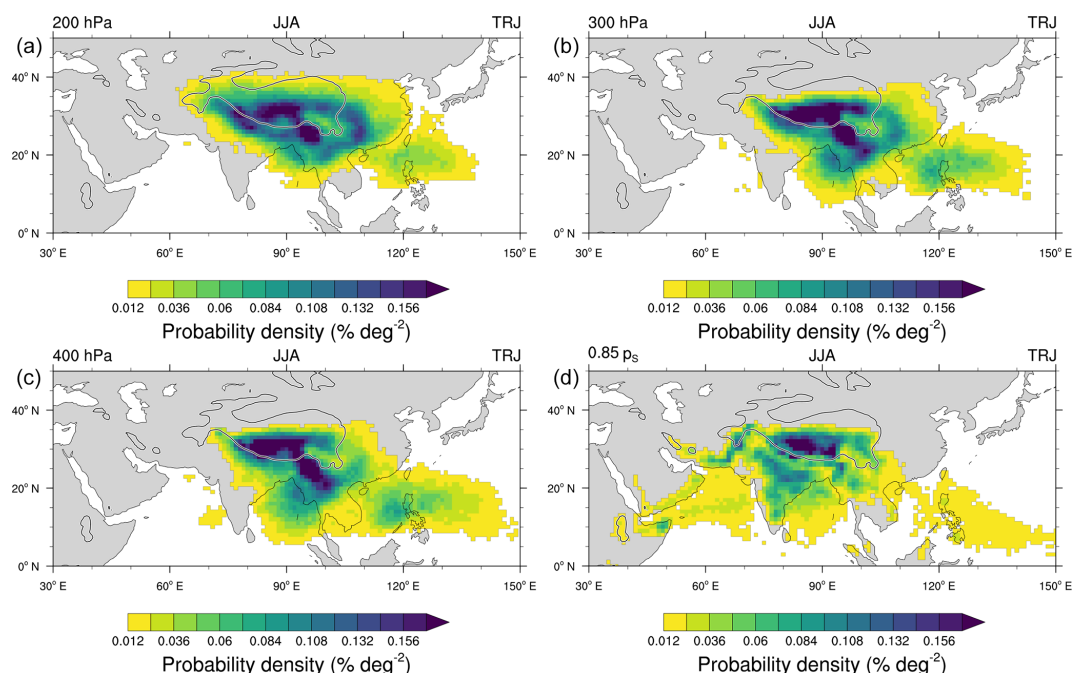 200 hPa JJA TRJ
(a)
40° N
20° N
0° N
30° E 60° E 90° E 120° E 150° E
0.012 0.036 0.06 0.084 0.108 0.132 0.156
Probability density (% deg⁻²)
300 hPa JJA TRJ
(b)
40° N
20° N
0° N
30° E 60° E 90° E 120° E 150° E
0.012 0.036 0.06 0.084 0.108 0.132 0.156
Probability density (% deg⁻²)
400 hPa JJA TRJ
(c)
40° N
20° N
0° N
30° E 60° E 90° E 120° E 150° E
0.012 0.036 0.06 0.084 0.108 0.132 0.156
Probability density (% deg⁻²)
0.85 pₛ JJA TRJ
(d)
40° N
20° N
0° N
30° E 60° E 90° E 120° E 150° E
0.012 0.036 0.06 0.084 0.108 0.132 0.156
Probability density (% deg⁻²)